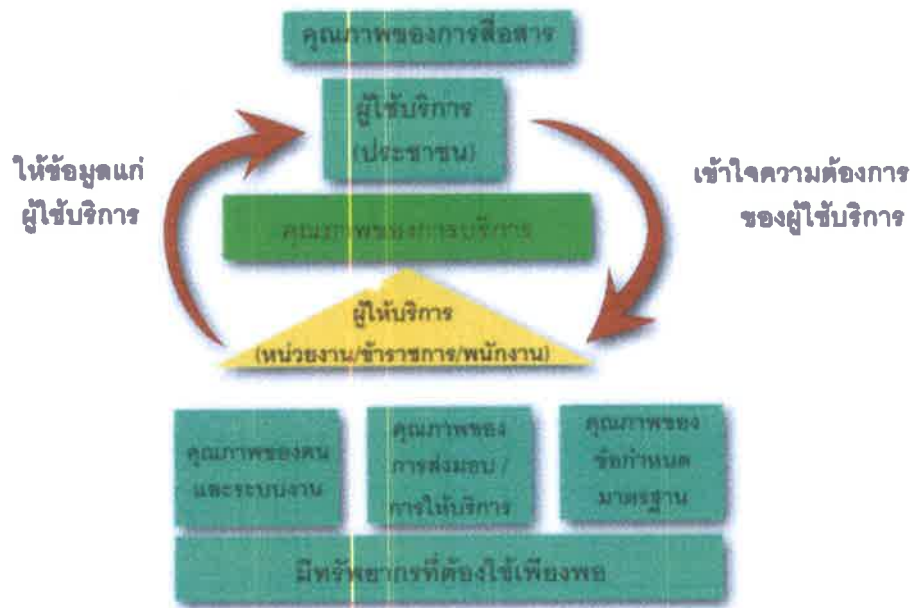 คุณภาพของการสื่อสาร
ผู้ใช้บริการ
(ประชาชน)
ให้ข้อมูลแก่
ผู้ใช้บริการ
เข้าใจความต้องการ
ของผู้ใช้บริการ
คุณภาพของการบริการ
ผู้ให้บริการ
(หน่วยงาน/ข้าราชการ/พนักงาน)
คุณภาพของคน
และระบบงาน
คุณภาพของ
การส่งมอบ /
การให้บริการ
คุณภาพของ
ข้อกำหนด
มาตรฐาน
มีทรัพยากรที่ต้องใช้เพียงพอ